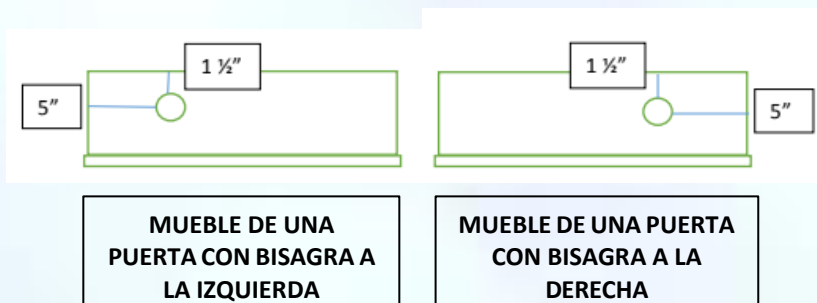 1 ½”
5”
1 ½”
5”
MUEBLE DE UNA
PUERTA CON BISAGRA A
LA IZQUIERDA
MUEBLE DE UNA PUERTA
CON BISAGRA A LA
DERECHA